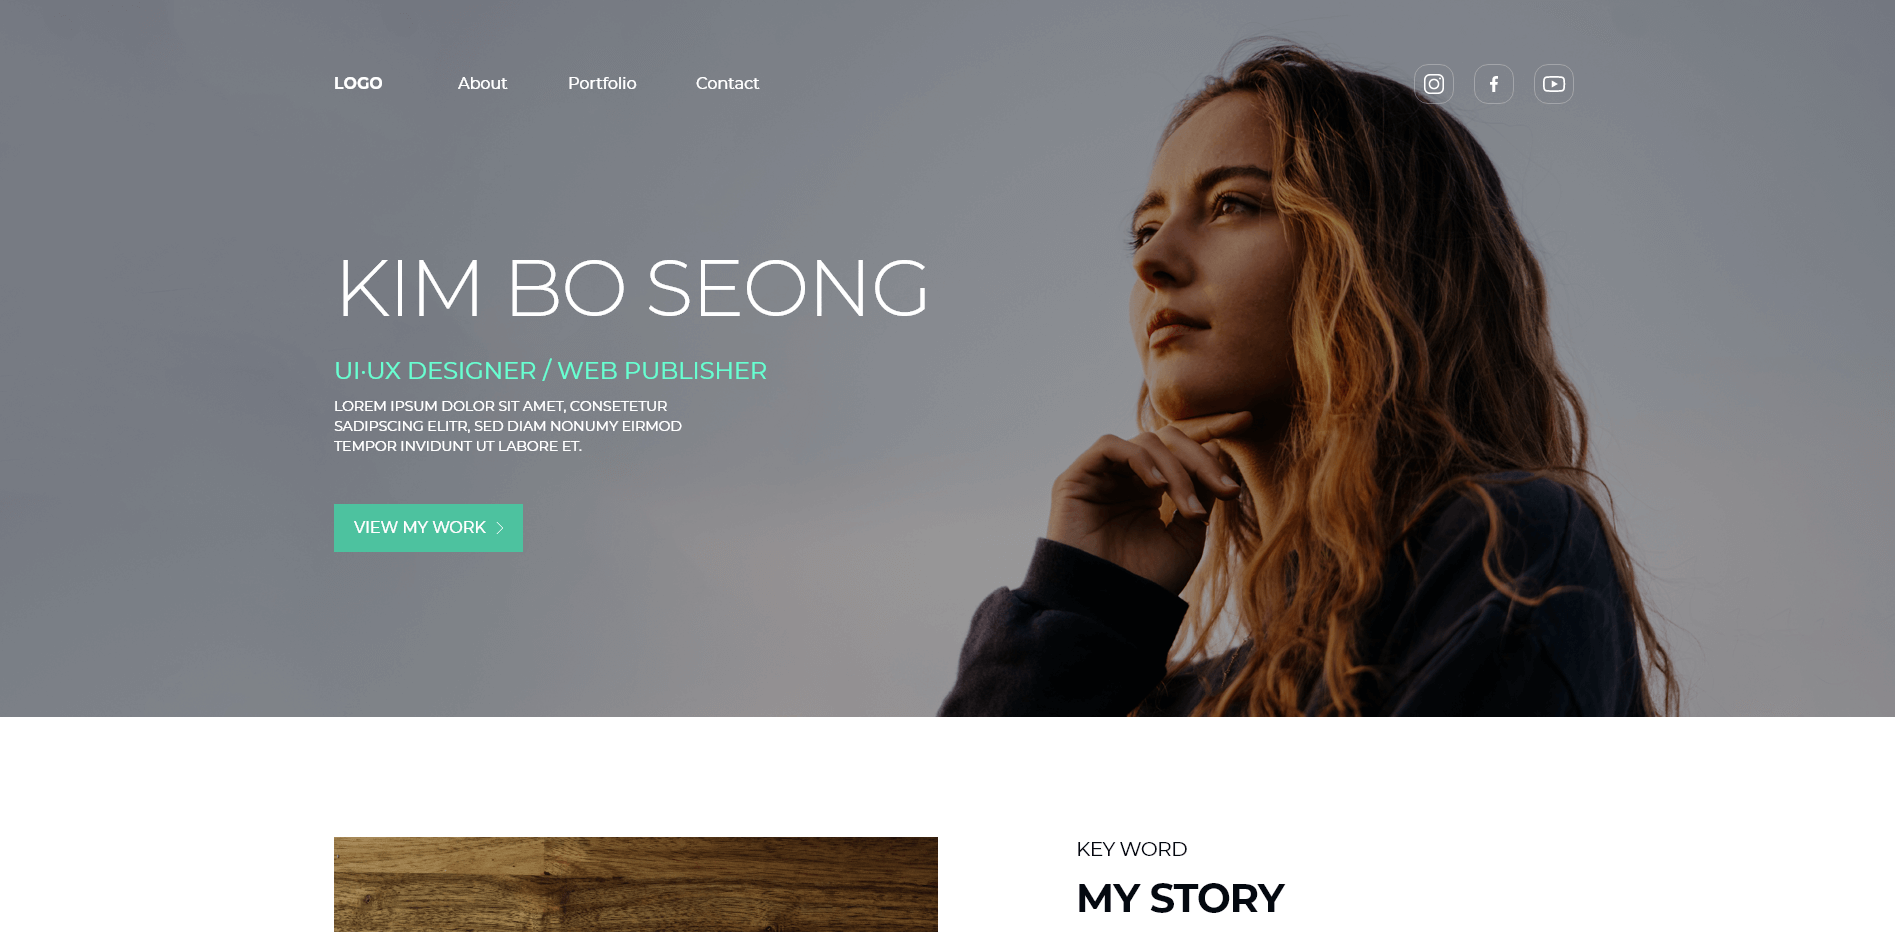 LOGO About Portfolio Contact
KIM BO SEONG
UI·UX DESIGNER / WEB PUBLISHER
LOREM IPSUM DOLOR SIT AMET, CONSETETUR
SADIPSCING ELITR, SED DIAM NONUMY EIRMOD
TEMPOR INVIDUNT UT LABORE ET.
VIEW MY WORK
KEY WORD
MY STORY